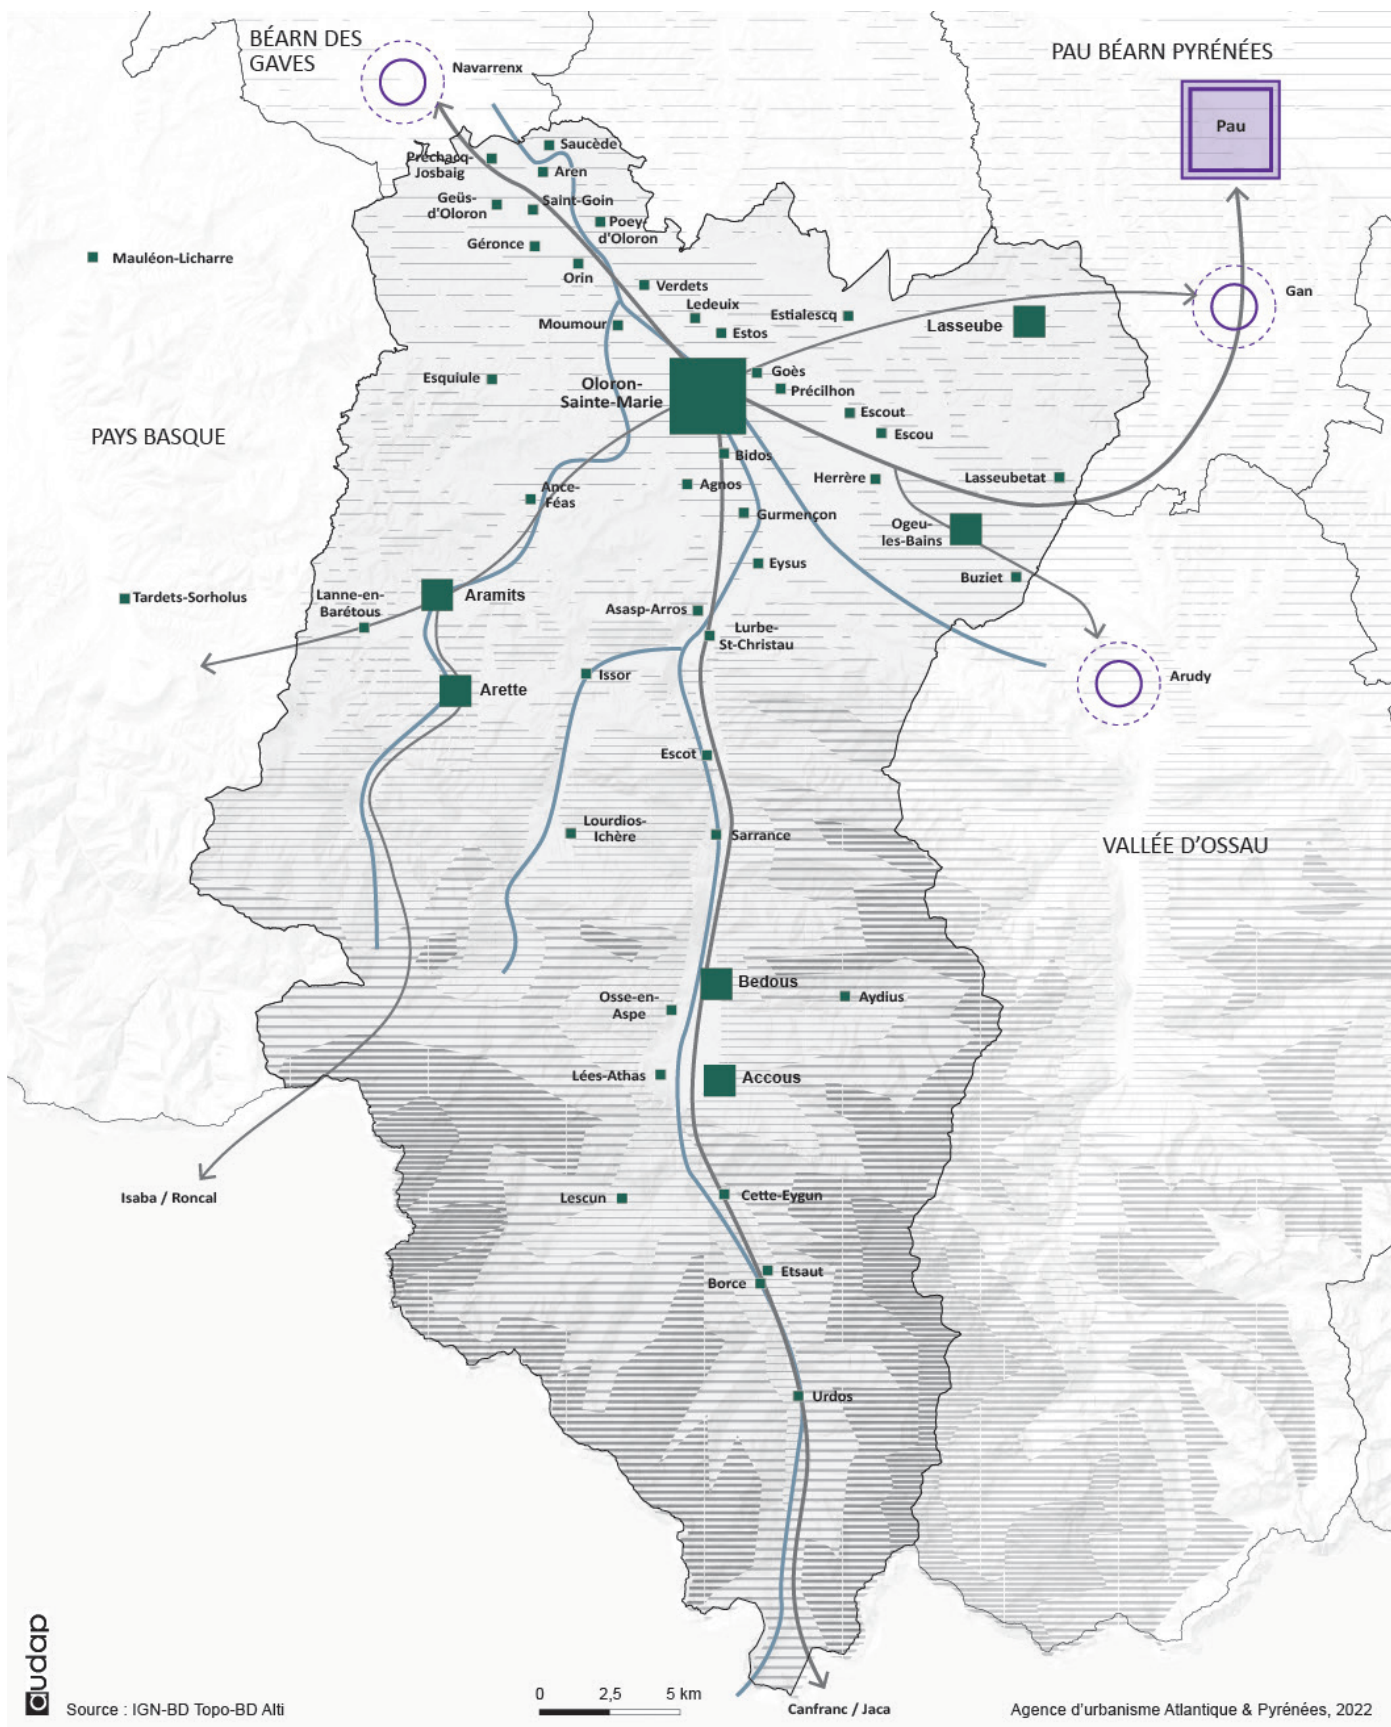 BÉARN DES
GAVES
Navarrenx
PAU BÉARN PYRÉNÉES
Pau
Saucède
Préchacq-
Josbaig
Aren
Geüs-
d'Oloron
Saint-Goin
Poey-
d'Oloron
Géronce
Mauléon-Licharre
Orin
Verdets
Gan
Ledeuix
Estialescq
Moumour
Estos
Lasseube
Goès
Esquiule
Oloron-
Sainte-Marie
Précilhon
Escout
Escou
PAYS BASQUE
Bidos
Herrère
Lasseubetat
Agnos
Ance-
Féas
Gurmençon
Ogeu-
les-Bains
Eysus
Buziet
Tardets-Sorholus
Lanne-en-
Barétous
Aramits
Asasp-Arros
Lurbe-
St-Christau
Issor
Arudy
Arette
Escot
Lourdios-
Ichère
Sarrance
VALLÉE D'OSSAU
Bedous
Osse-en-
Aspe
Aydius
Lées-Athas
Accous
Isaba / Roncal
Lescun
Cette-Eygun
Etsaut
Borce
Urdos
audap
Source : IGN-BD Topo-BD Alti
0 2,5 5 km
Canfranc / Jaca
Agence d'urbanisme Atlantique & Pyrénées, 2022